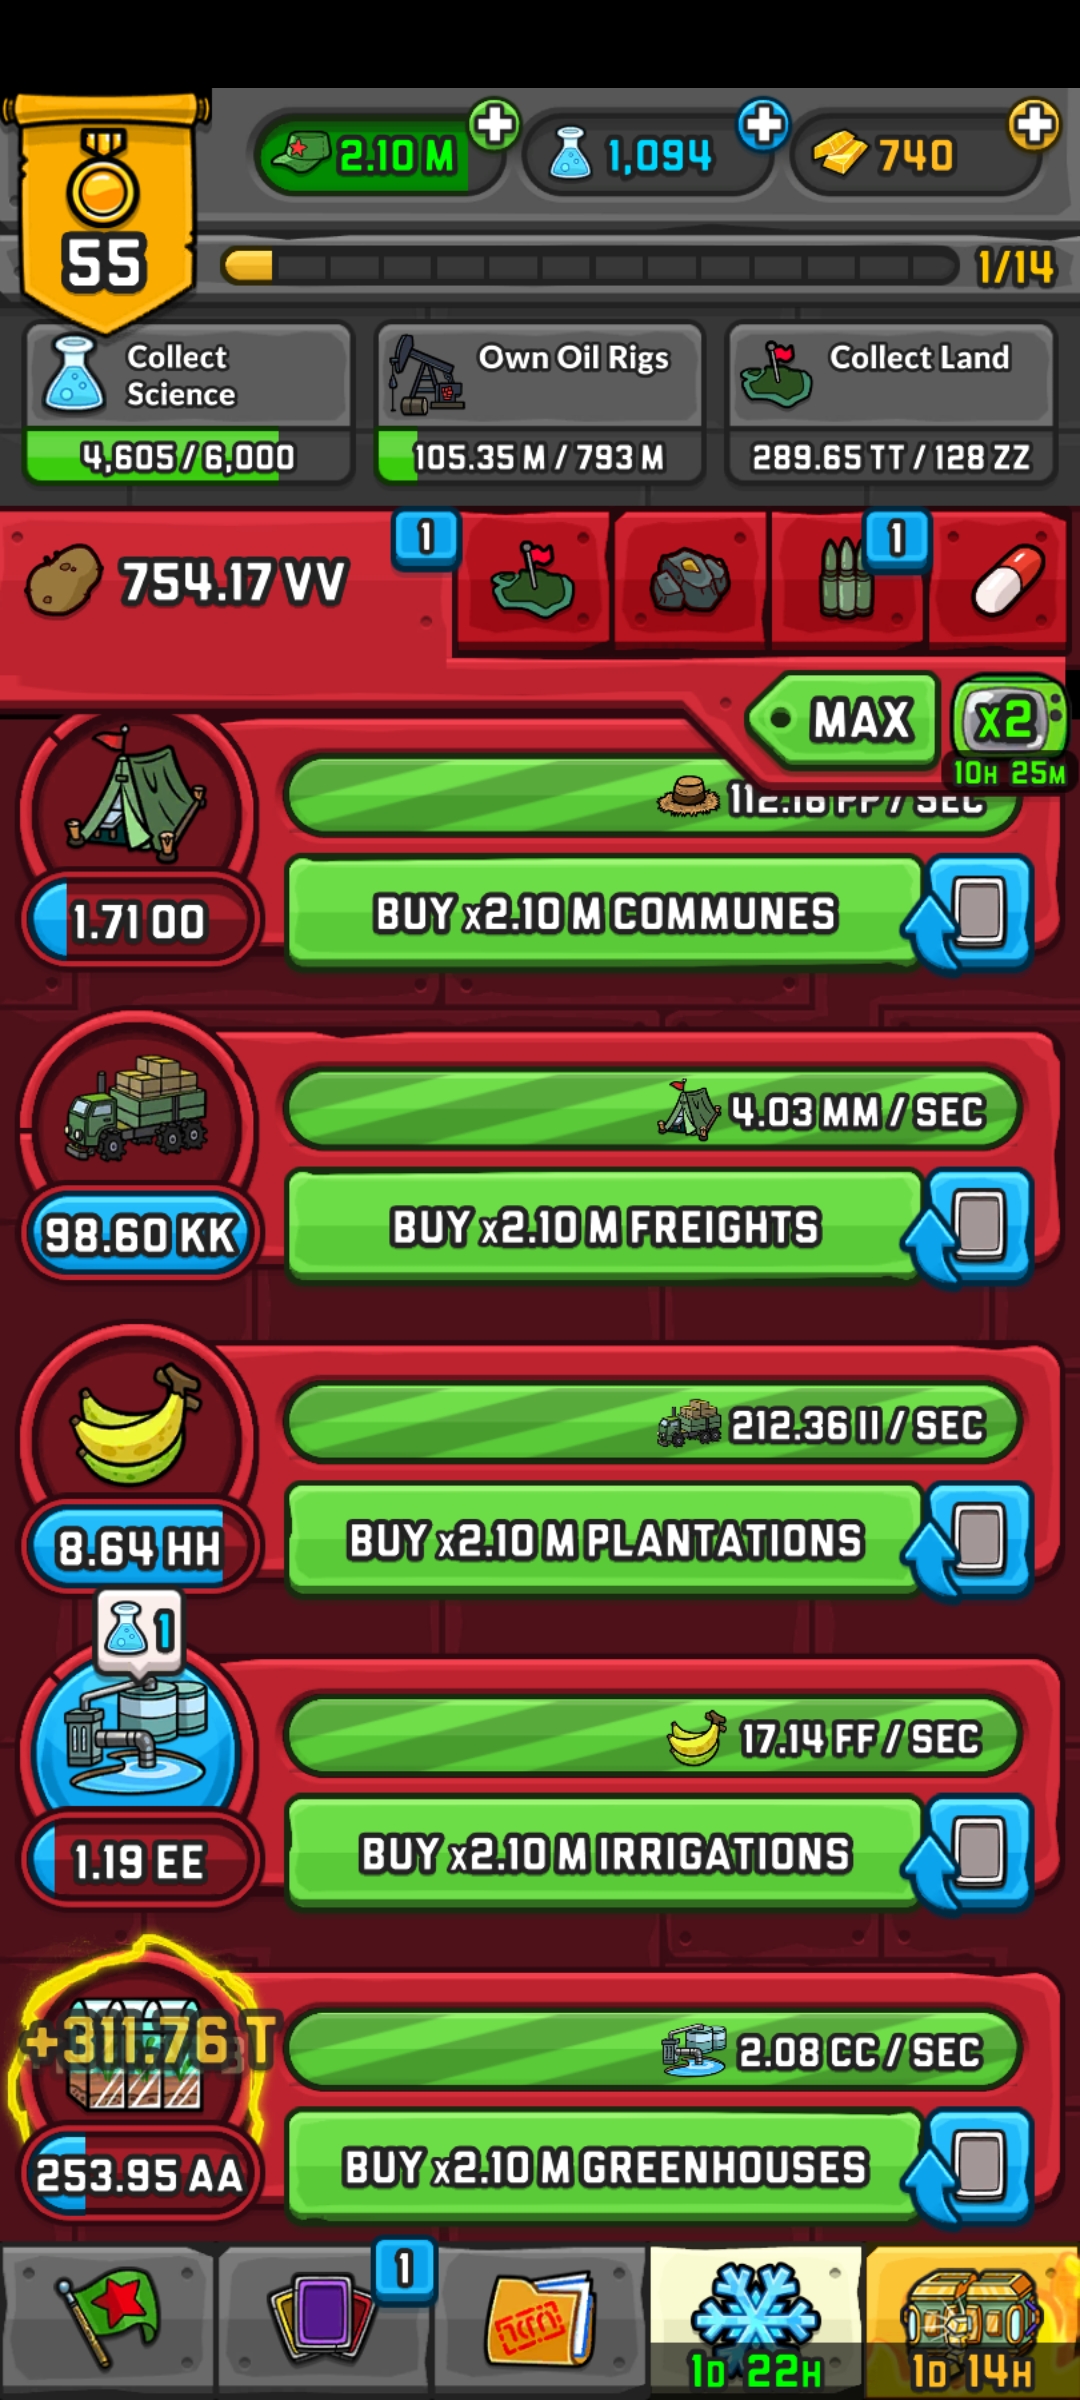 2.10 M
1,094
740
55
1/14
Collect
Science
4,605 / 6,000
Own Oil Rigs
105.35 M / 793 M
Collect Land
289.65 TT / 128 ZZ
754.17 VV
1
1
MAX
x2
10H 25M
112.16 PP / SEC
1.71 OO
BUY x2.10 M COMMUNES
4.03 MM / SEC
98.60 KK
BUY x2.10 M FREIGHTS
212.36 II / SEC
8.64 HH
BUY x2.10 M PLANTATIONS
1
17.14 FF / SEC
1.19 EE
BUY x2.10 M IRRIGATIONS
+311.76 T
2.08 CC / SEC
253.95 AA
BUY x2.10 M GREENHOUSES
1
1D 22H
1D 14H